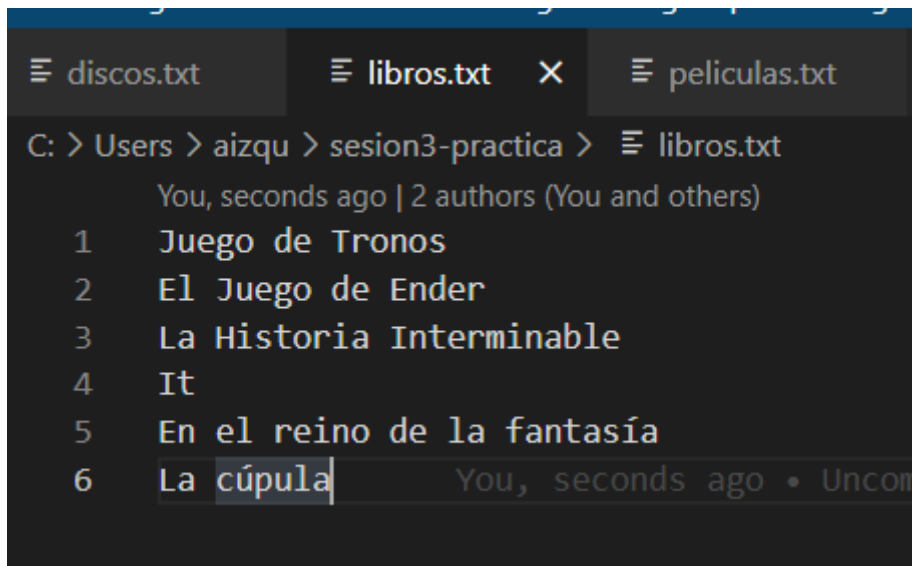 discos.txt libros.txt × peliculas.txt
C: > Users > aizqu > sesion3-practica > libros.txt
You, seconds ago | 2 authors (You and others)
1 Juego de Tronos
2 El Juego de Ender
3 La Historia Interminable
4 It
5 En el reino de la fantasía
6 La cúpula You, seconds ago • Uncom